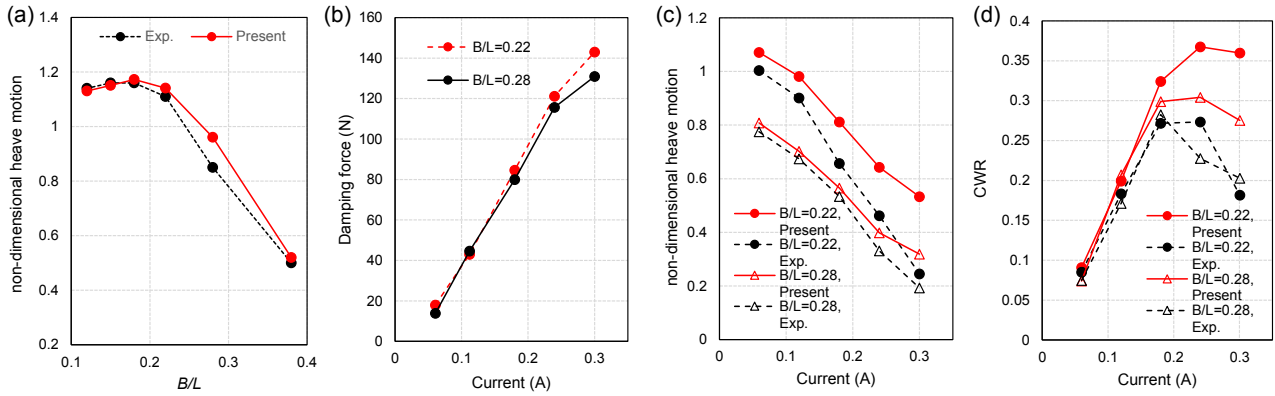 (a)
1.4
1.2
1
1.2
1.4
1.2
0.2
0.1
0.2
0.3
0.4
non-dimensional heave motion
B/L
Exp.
Present
(b)
160
140
120
100
80
60
40
20
0
0
0.1
0.2
0.3
Damping force (N)
Current (A)
B/L=0.22
B/L=0.28
(c)
1.2
1
0.8
0.6
0.4
0.2
0
0
0.1
0.2
0.3
non-dimensional heave motion
Current (A)
B/L=0.22,
Present
B/L=0.22,
Exp.
B/L=0.28,
Present
B/L=0.28,
Exp.
(d)
0.4
0.35
0.3
0.25
0.2
0.15
0.1
0.05
0
0
0.1
0.2
0.3
CWR
Current (A)
B/L=0.22,
Present
B/L=0.22,
Exp.
B/L=0.28,
Present
B/L=0.28,
Exp.